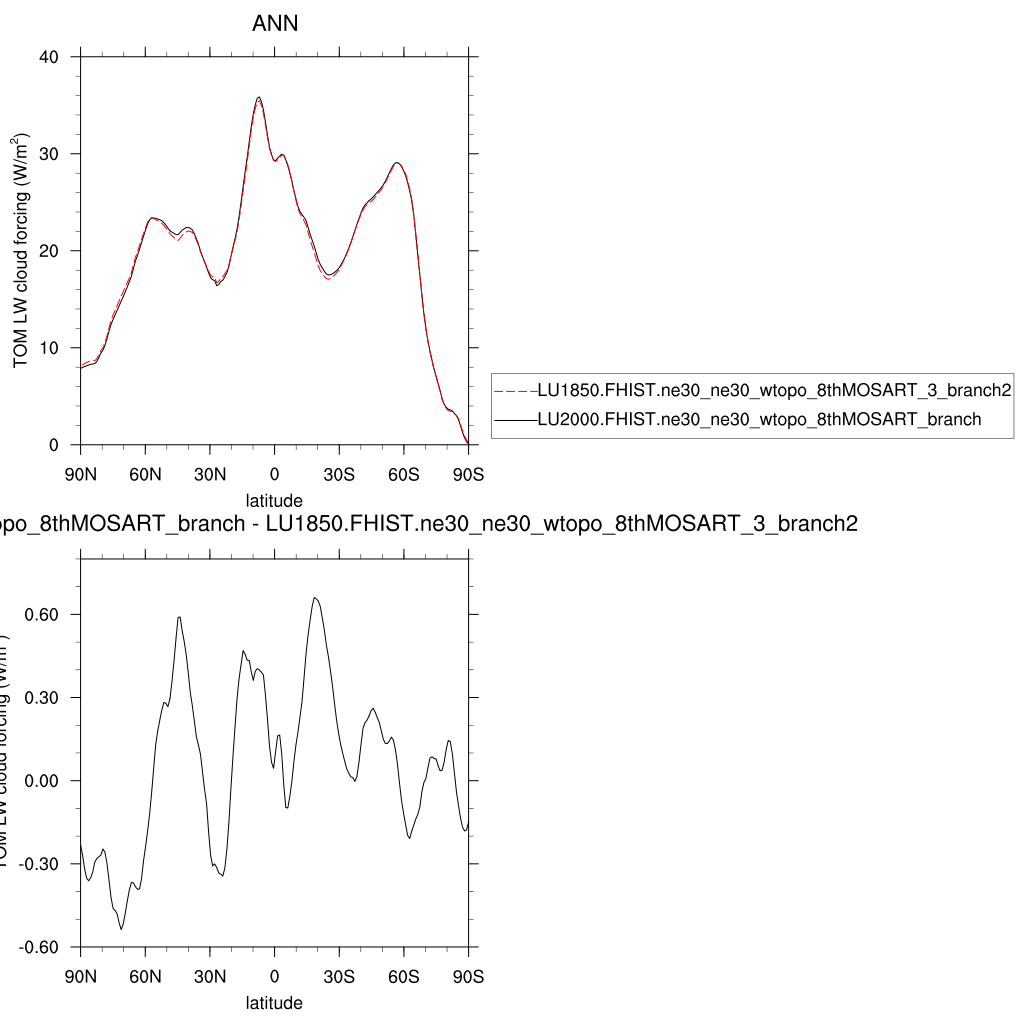 ANN
TOM LW cloud forcing (W/m²)
40
30
20
10
0
90N 60N 30N 0 30S 60S 90S
latitude
LU1850.FHIST.ne30_ne30_wtopo_8thMOSART_3_branch2
LU2000.FHIST.ne30_ne30_wtopo_8thMOSART_branch
opo_8thMOSART_branch - LU1850.FHIST.ne30_ne30_wtopo_8thMOSART_3_branch2
TOM LW cloud forcing (W/m²)
0.60
0.30
0.00
-0.30
-0.60
90N 60N 30N 0 30S 60S 90S
latitude